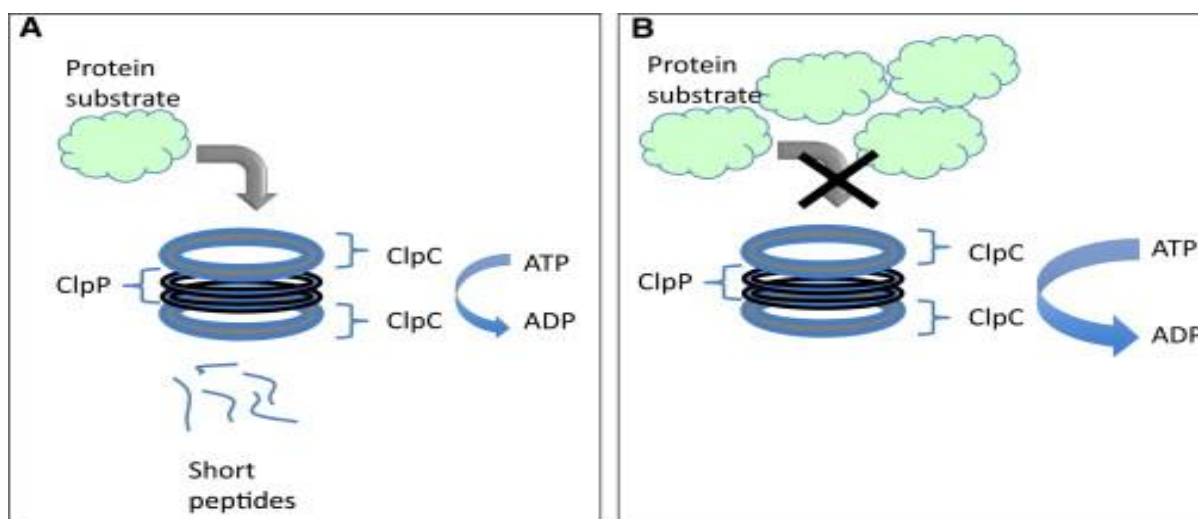 A
Protein
substrate
ClpP
ClpC
ATP
ClpC
ADP
Short
peptides
B
Protein
substrate
ClpP
ClpC
ATP
ClpC
ADP